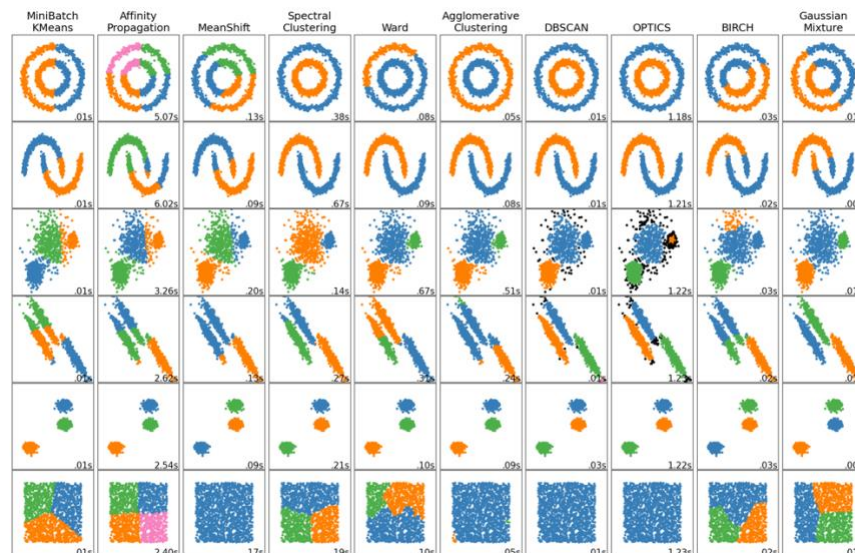 MiniBatch
KMeans
Affinity
Propagation
MeanShift
Spectral
Clustering
Ward
Agglomerative
Clustering
DBSCAN
OPTICS
BIRCH
Gaussian
Mixture
.01s
5.07s
.13s
.38s
.08s
.05s
.01s
1.18s
.03s
.01s
6.02s
.09s
.67s
.09s
.08s
.01s
1.21s
.02s
.01s
3.26s
.20s
.14s
.67s
.51s
.01s
1.22s
.03s
.01s
2.62s
.13s
.27s
.24s
.01s
.02s
.01s
2.54s
.09s
.21s
.10s
.09s
.03s
1.22s
.03s
.01s
2.40s
.17s
.19s
.10s
.05s
.01s
1.23s
.02s